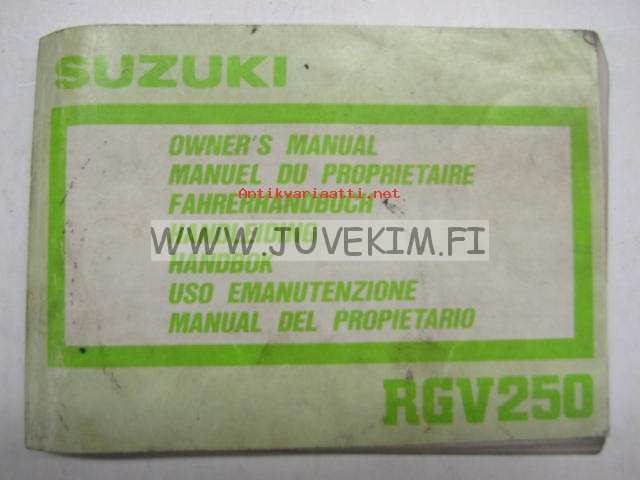 SUZUKI
OWNER'S MANUAL
MANUEL DU PROPRIETAIRE
Antikvariaatti.net
FAHRERHANDBUCH
WWW.JUVEKIM.FI
HANDBOK
USO EMANUTENZIONE
MANUAL DEL PROPIETARIO
RGV250